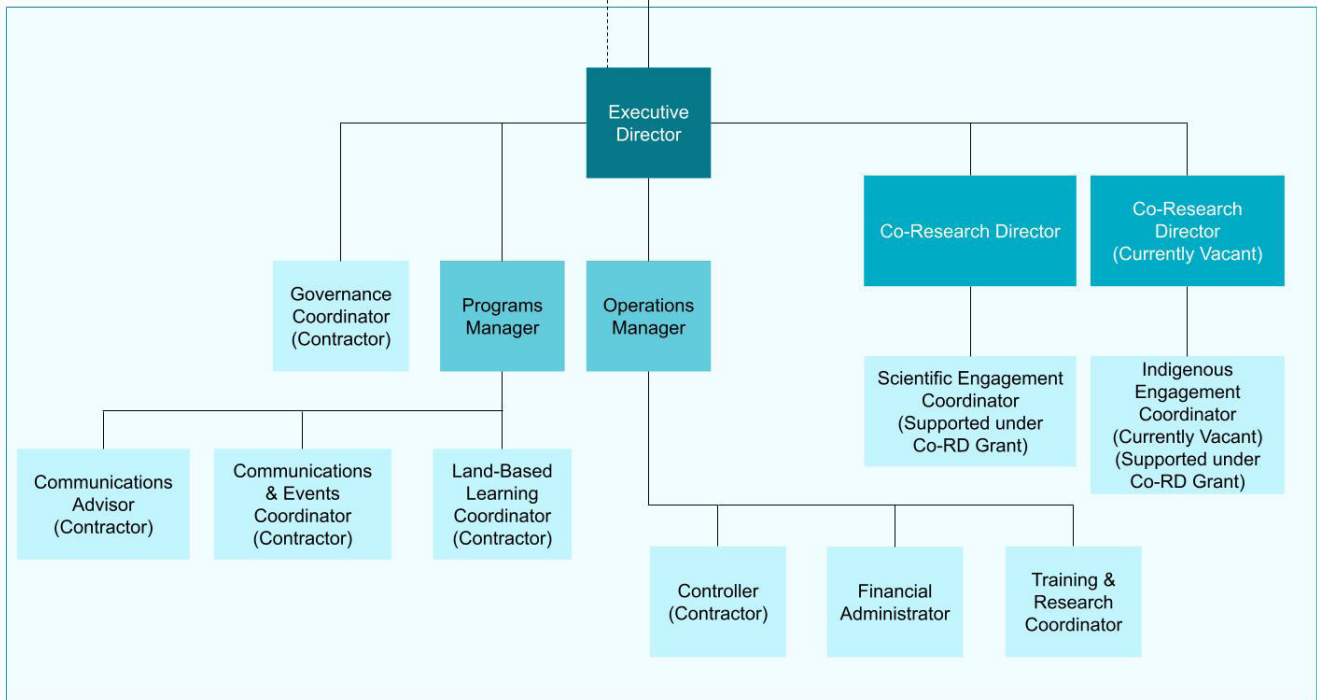 Executive
Director
Co-Research Director
Co-Research
Director
(Currently Vacant)
Governance
Coordinator
(Contractor)
Programs
Manager
Operations
Manager
Scientific Engagement
Coordinator
(Supported under
Co-RD Grant)
Indigenous
Engagement
Coordinator
(Currently Vacant)
(Supported under
Co-RD Grant)
Communications
Advisor
(Contractor)
Communications
& Events
Coordinator
(Contractor)
Land-Based
Learning
Coordinator
(Contractor)
Controller
(Contractor)
Financial
Administrator
Training &
Research
Coordinator